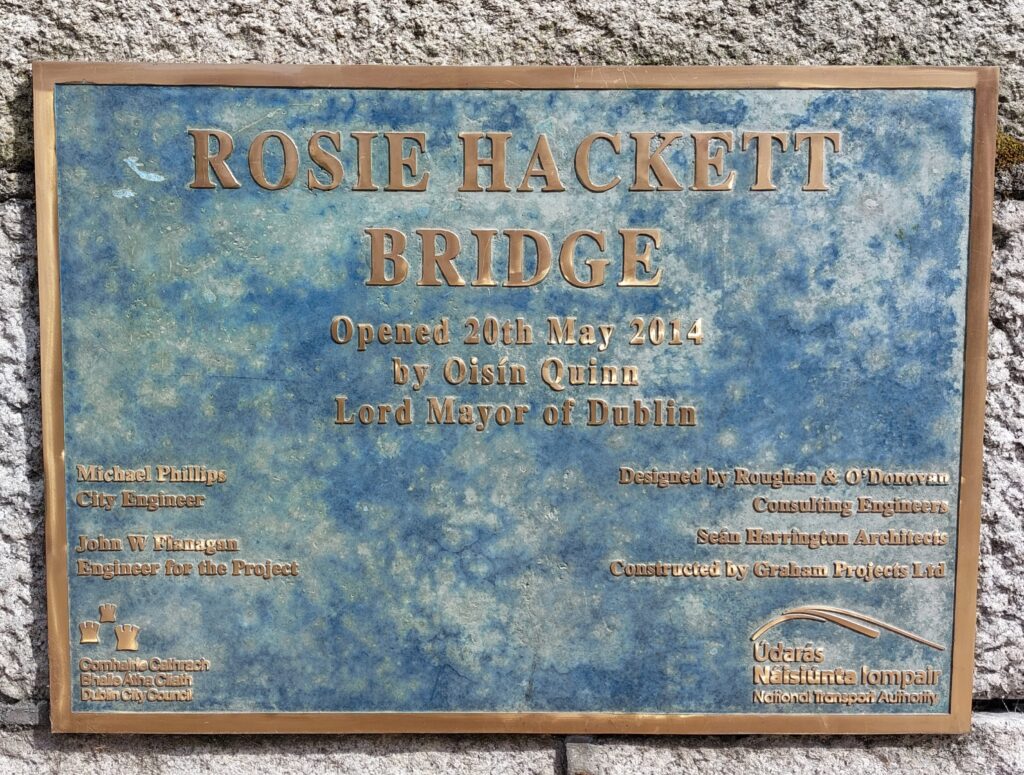 ROSIE HACKETT
BRIDGE
Opened 20th May 2014
by Oisín Quinn
Lord Mayor of Dublin
Michael Phillips
City Engineer
John W Flanagan
Engineer for the Project
Designed by Roughan & O'Donovan
Consulting Engineers
Seán Harrington Architects
Constructed by Graham Projects Ltd
Comhairle Cathrach
Bhaile Átha Cliath
Dublin City Council
Údarás
Náisiúnta Iompair
National Transport Authority